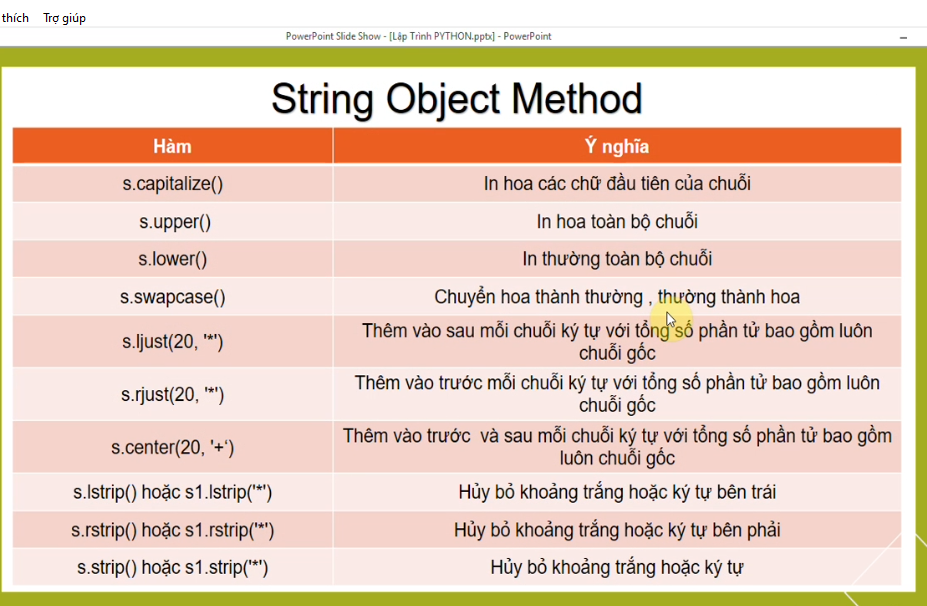 thích Trợ giúp
PowerPoint Slide Show - [Lập Trình PYTHON.pptx] - PowerPoint
String Object Method
Hàm Ý nghĩa
s.capitalize() In hoa các chữ đầu tiên của chuỗi
s.upper() In hoa toàn bộ chuỗi
s.lower() In thường toàn bộ chuỗi
s.swapcase() Chuyển hoa thành thường , thường thành hoa
s.ljust(20, '*') Thêm vào sau mỗi chuỗi ký tự với tổng số phần tử bao gồm luôn
chuỗi gốc
s.rjust(20, '*') Thêm vào trước mỗi chuỗi ký tự với tổng số phần tử bao gồm luôn
chuỗi gốc
s.center(20, '+‘) Thêm vào trước và sau mỗi chuỗi ký tự với tổng số phần tử bao gồm
luôn chuỗi gốc
s.lstrip() hoặc s1.lstrip('*') Hủy bỏ khoảng trắng hoặc ký tự bên trái
s.rstrip() hoặc s1.rstrip('*') Hủy bỏ khoảng trắng hoặc ký tự bên phải
s.strip() hoặc s1.strip('*') Hủy bỏ khoảng trắng hoặc ký tự